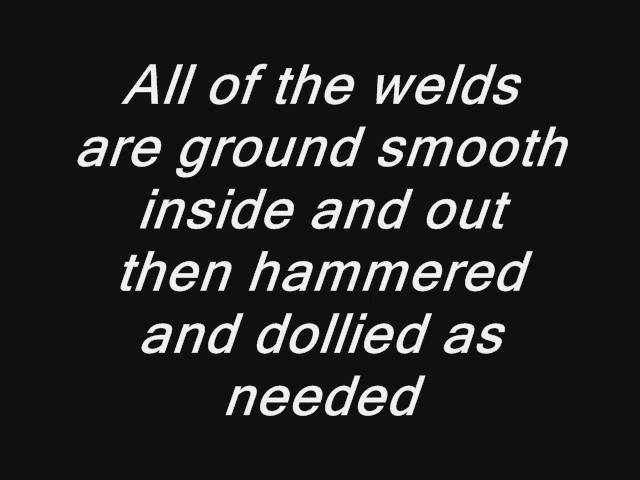 All of the welds
are ground smooth
inside and out
then hammered
and dollied as
needed